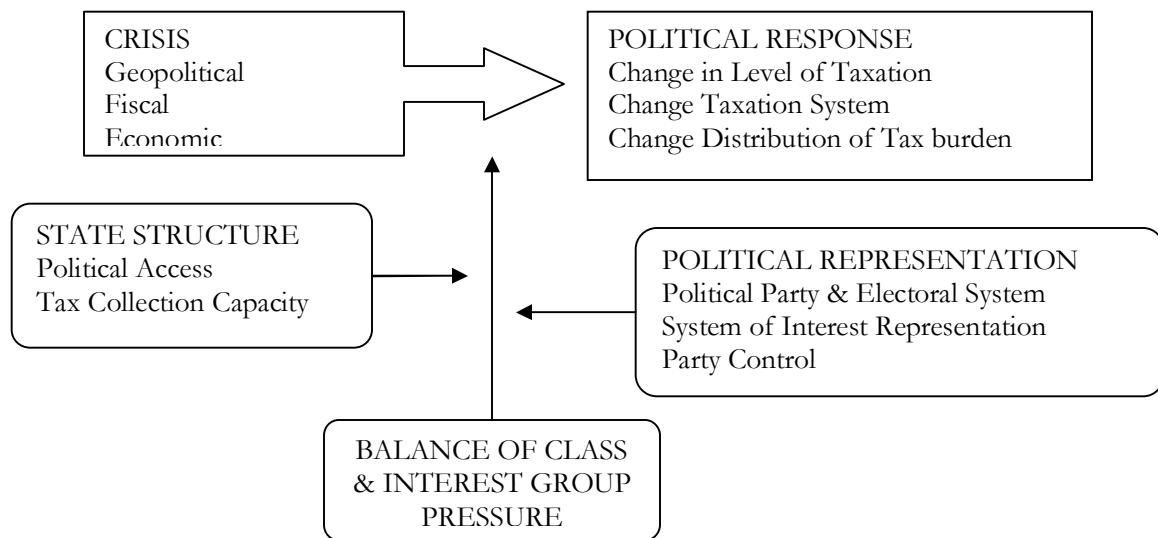 CRISIS
Geopolitical
Fiscal
Economic
POLITICAL RESPONSE
Change in Level of Taxation
Change Taxation System
Change Distribution of Tax burden
STATE STRUCTURE
Political Access
Tax Collection Capacity
POLITICAL REPRESENTATION
Political Party & Electoral System
System of Interest Representation
Party Control
BALANCE OF CLASS
& INTEREST GROUP
PRESSURE